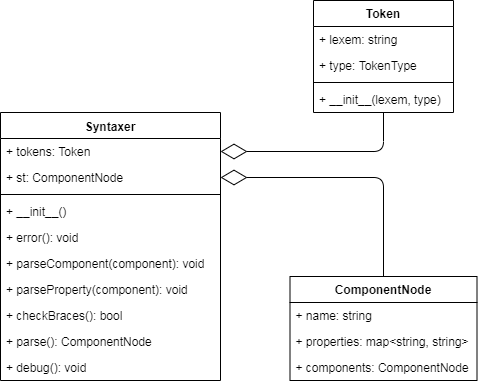 Token
+ lexem: string
+ type: TokenType
+ __init__(lexem, type)
Syntaxer
+ tokens: Token
+ st: ComponentNode
+ __init__()
+ error(): void
+ parseComponent(component): void
+ parseProperty(component): void
+ checkBraces(): bool
+ parse(): ComponentNode
+ debug(): void
ComponentNode
+ name: string
+ properties: map<string, string>
+ components: ComponentNode